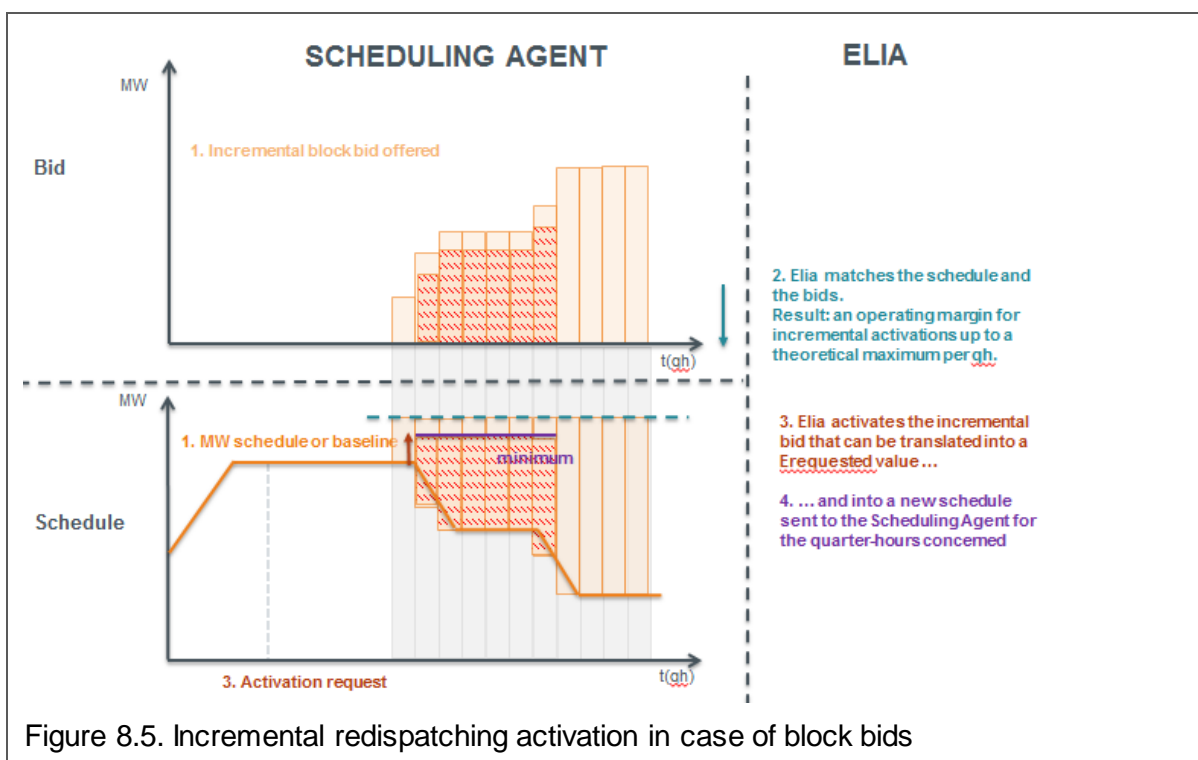 SCHEDULING AGENT
ELIA
MW
1. Incremental block bid offered
Bid
2. Elia matches the schedule and
the bids.
Result: an operating margin for
incremental activations up to a
theoretical maximum per qh.
t(qh)
MW
1. MW schedule or baseline
minimum
3. Elia activates the incremental
bid that can be translated into a
Erequested value ...
Schedule
4. ... and into a new schedule
sent to the Scheduling Agent for
the quarter-hours concerned
t(qh)
3. Activation request
Figure 8.5. Incremental redispatching activation in case of block bids